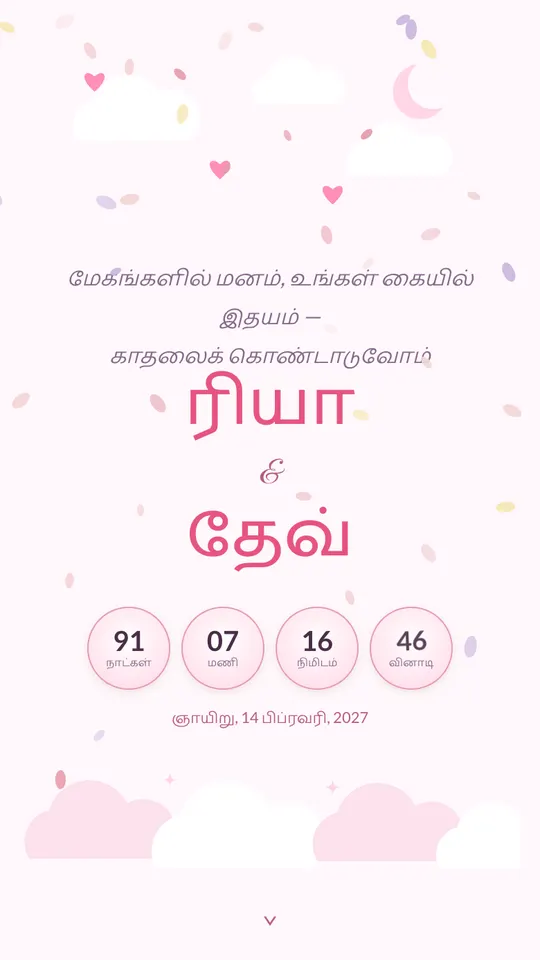 மேகங்களில் மனம், உங்கள் கையில்
இதயம் —
காதலைக் கொண்டாடுவோம்
ரியா
&
தேவ்
91 07 16 46
நாட்கள் மணி நிமிடம் வினாடி
ஞாயிறு, 14 பிப்ரவரி, 2027